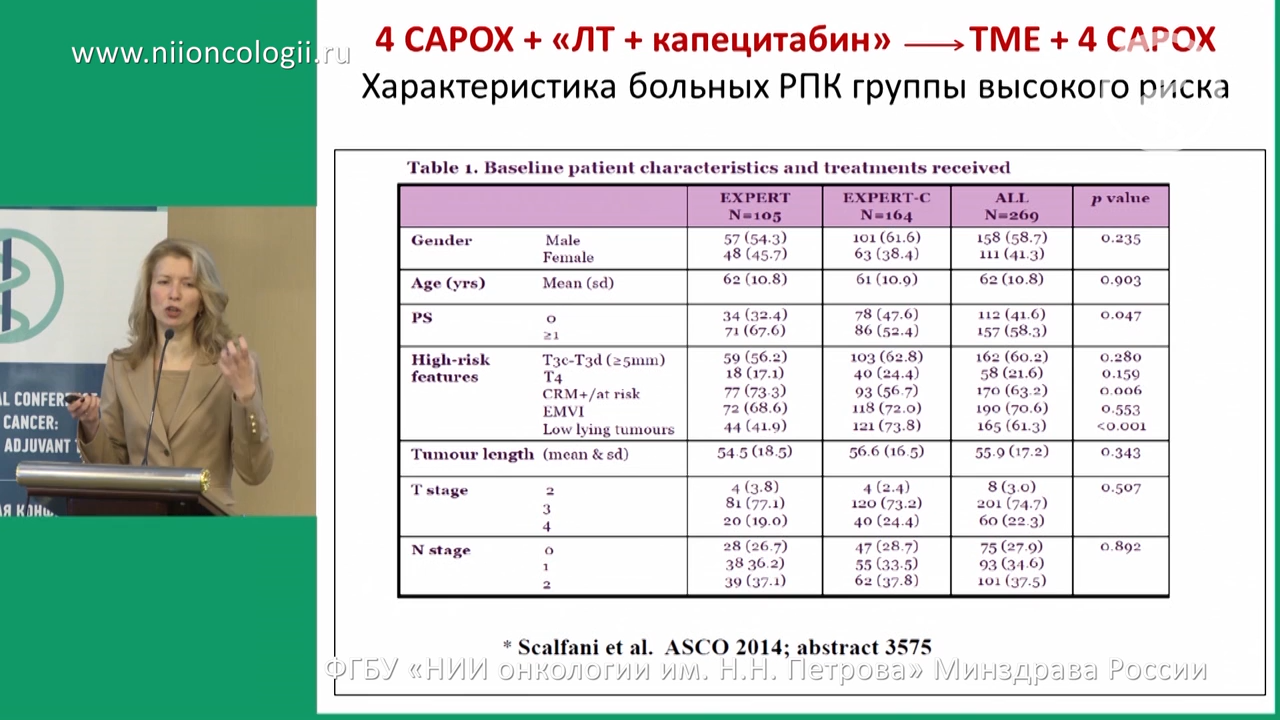 www.niioncologii.ru
4 CAPOX + «ЛТ + капецитабин» → ТМЕ + 4 CAPOX
Характеристика больных РПК группы высокого риска
Table 1. Baseline patient characteristics and treatments received
EXPERT N=105 EXPERT-C N=164 ALL N=269 p value
Gender Male 57 (54.3) 101 (61.6) 158 (58.7) 0.235
Female 48 (45.7) 63 (38.4) 111 (41.3)
Age (yrs) Mean (sd) 62 (10.8) 61 (10.9) 62 (10.8) 0.903
PS 0 34 (32.4) 78 (47.6) 112 (41.6) 0.047
≥1 71 (67.6) 86 (52.4) 157 (58.3)
High-risk features T3c-T3d (≥5mm) 59 (56.2) 103 (62.8) 162 (60.2) 0.280
T4 18 (17.1) 40 (24.4) 58 (21.6) 0.159
CRM+/at risk 77 (73.3) 93 (56.7) 170 (63.2) 0.006
EMVI 72 (68.6) 118 (72.0) 190 (70.6) 0.553
Low lying tumours 44 (41.9) 121 (73.8) 165 (61.3) <0.001
Tumour length (mean & sd) 54.5 (18.5) 56.6 (16.5) 55.9 (17.2) 0.343
T stage 2 4 (3.8) 4 (2.4) 8 (3.0) 0.507
3 81 (77.1) 120 (73.2) 201 (74.7)
4 20 (19.0) 40 (24.4) 60 (22.3)
N stage 0 28 (26.7) 47 (28.7) 75 (27.9) 0.892
1 38 36.2) 55 (33.5) 93 (34.6)
2 39 (37.1) 62 (37.8) 101 (37.5)
* Scalfani et al. ASCO 2014; abstract 3575
ФГБУ «НИИ онкологии им. Н.Н. Петрова» Минздрава России
AL CONFE
CANCER:
ADJUVANT